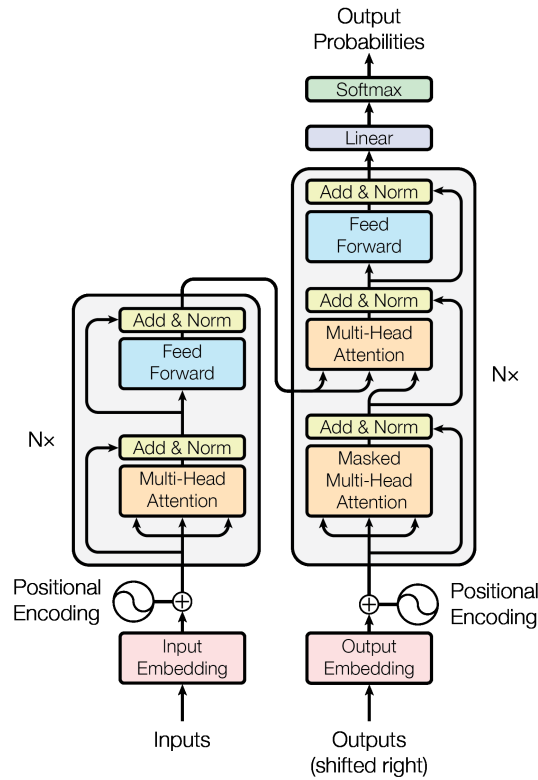 Output
Probabilities
Softmax
Linear
Add & Norm
Feed
Forward
Add & Norm
Multi-Head
Attention
Add & Norm
Masked
Multi-Head
Attention
N×
Add & Norm
Feed
Forward
Add & Norm
Multi-Head
Attention
N×
Positional
Encoding
Positional
Encoding
Input
Embedding
Output
Embedding
Inputs
Outputs
(shifted right)